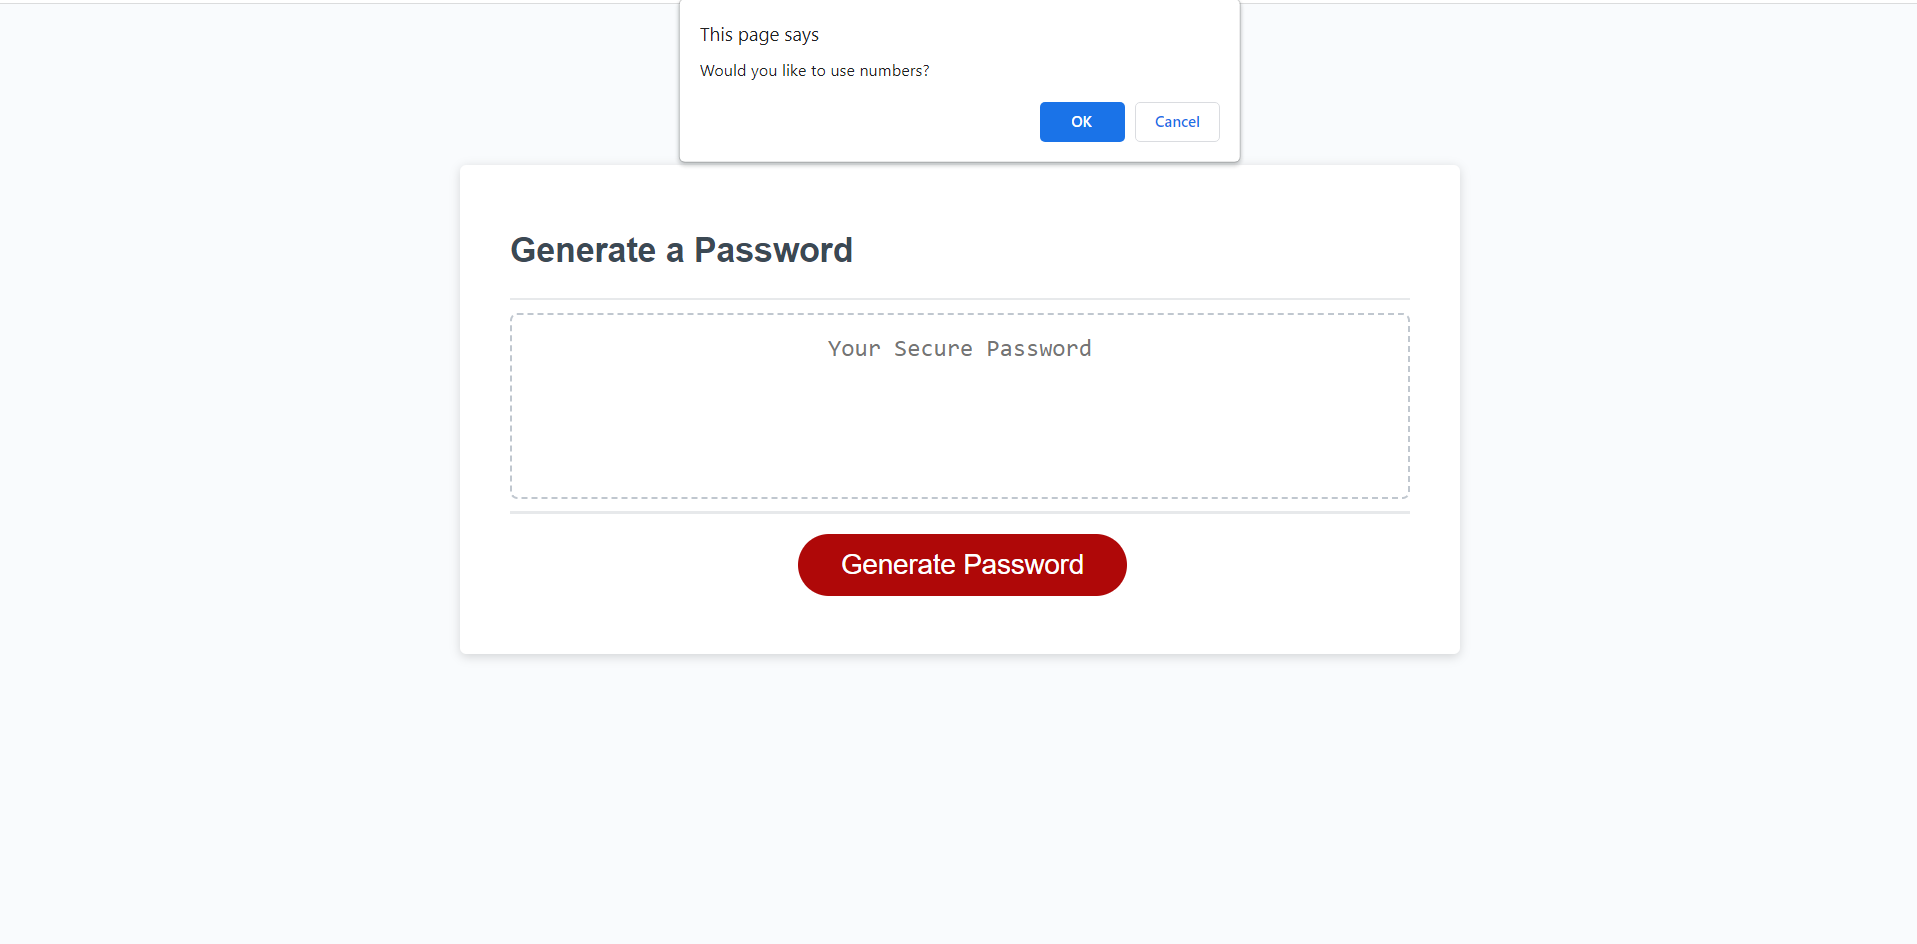 This page says
Would you like to use numbers?
OK Cancel
Generate a Password
Your Secure Password
Generate Password